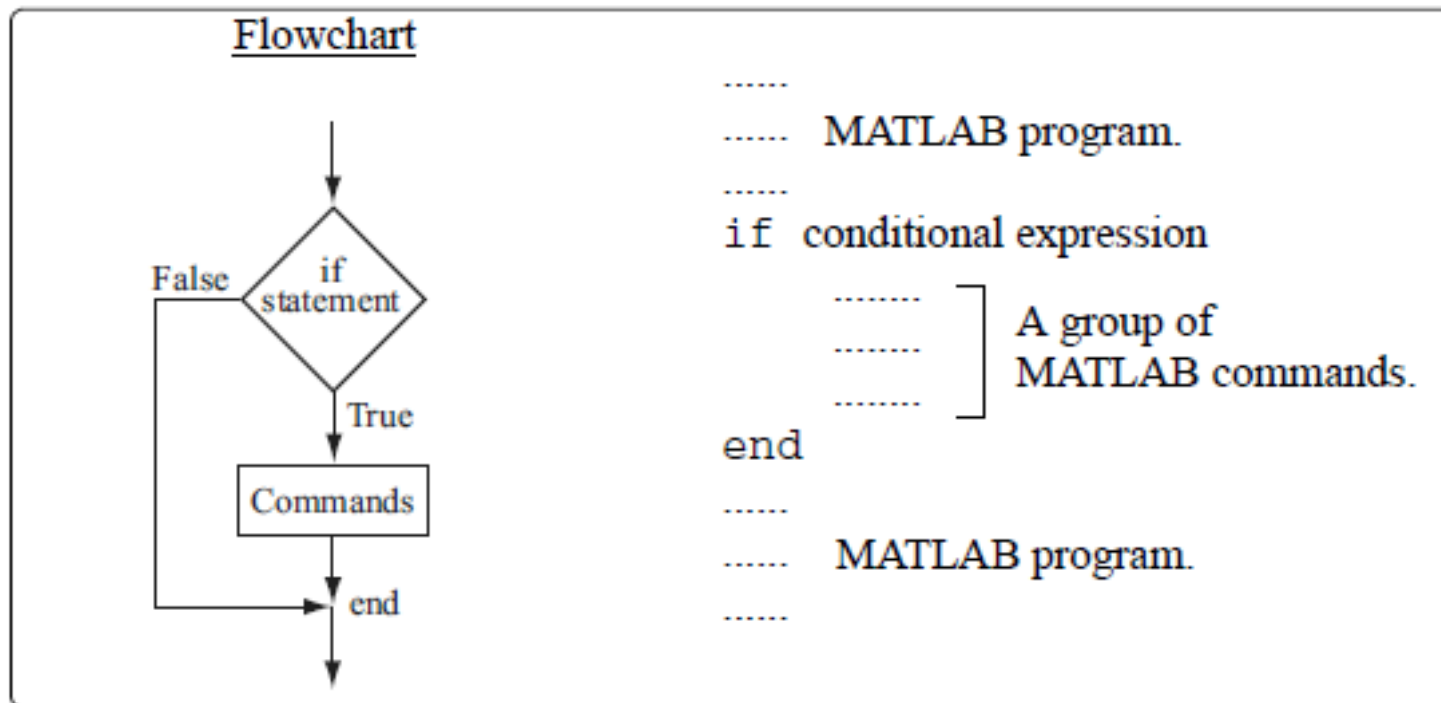 Flowchart
if
statement
False
True
Commands
end
......
...... MATLAB program.
......
if conditional expression
........
........
........
A group of
MATLAB commands.
end
......
...... MATLAB program.
......